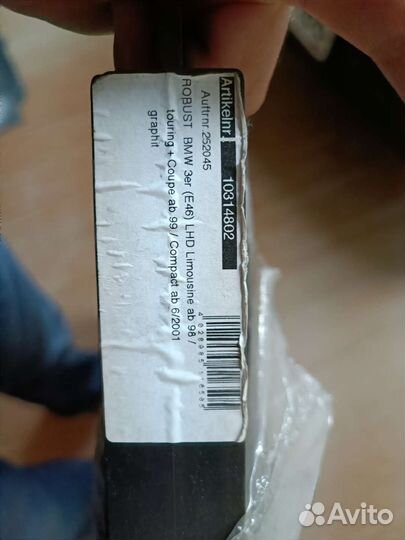 Artikelnr. 10314802
Auftrnr. 252045
ROBUST BMW 3er (E46) LHD Limousine ab 98 /
touring + Coupe ab 99 / Compact ab 6/2001
graphit
Avito